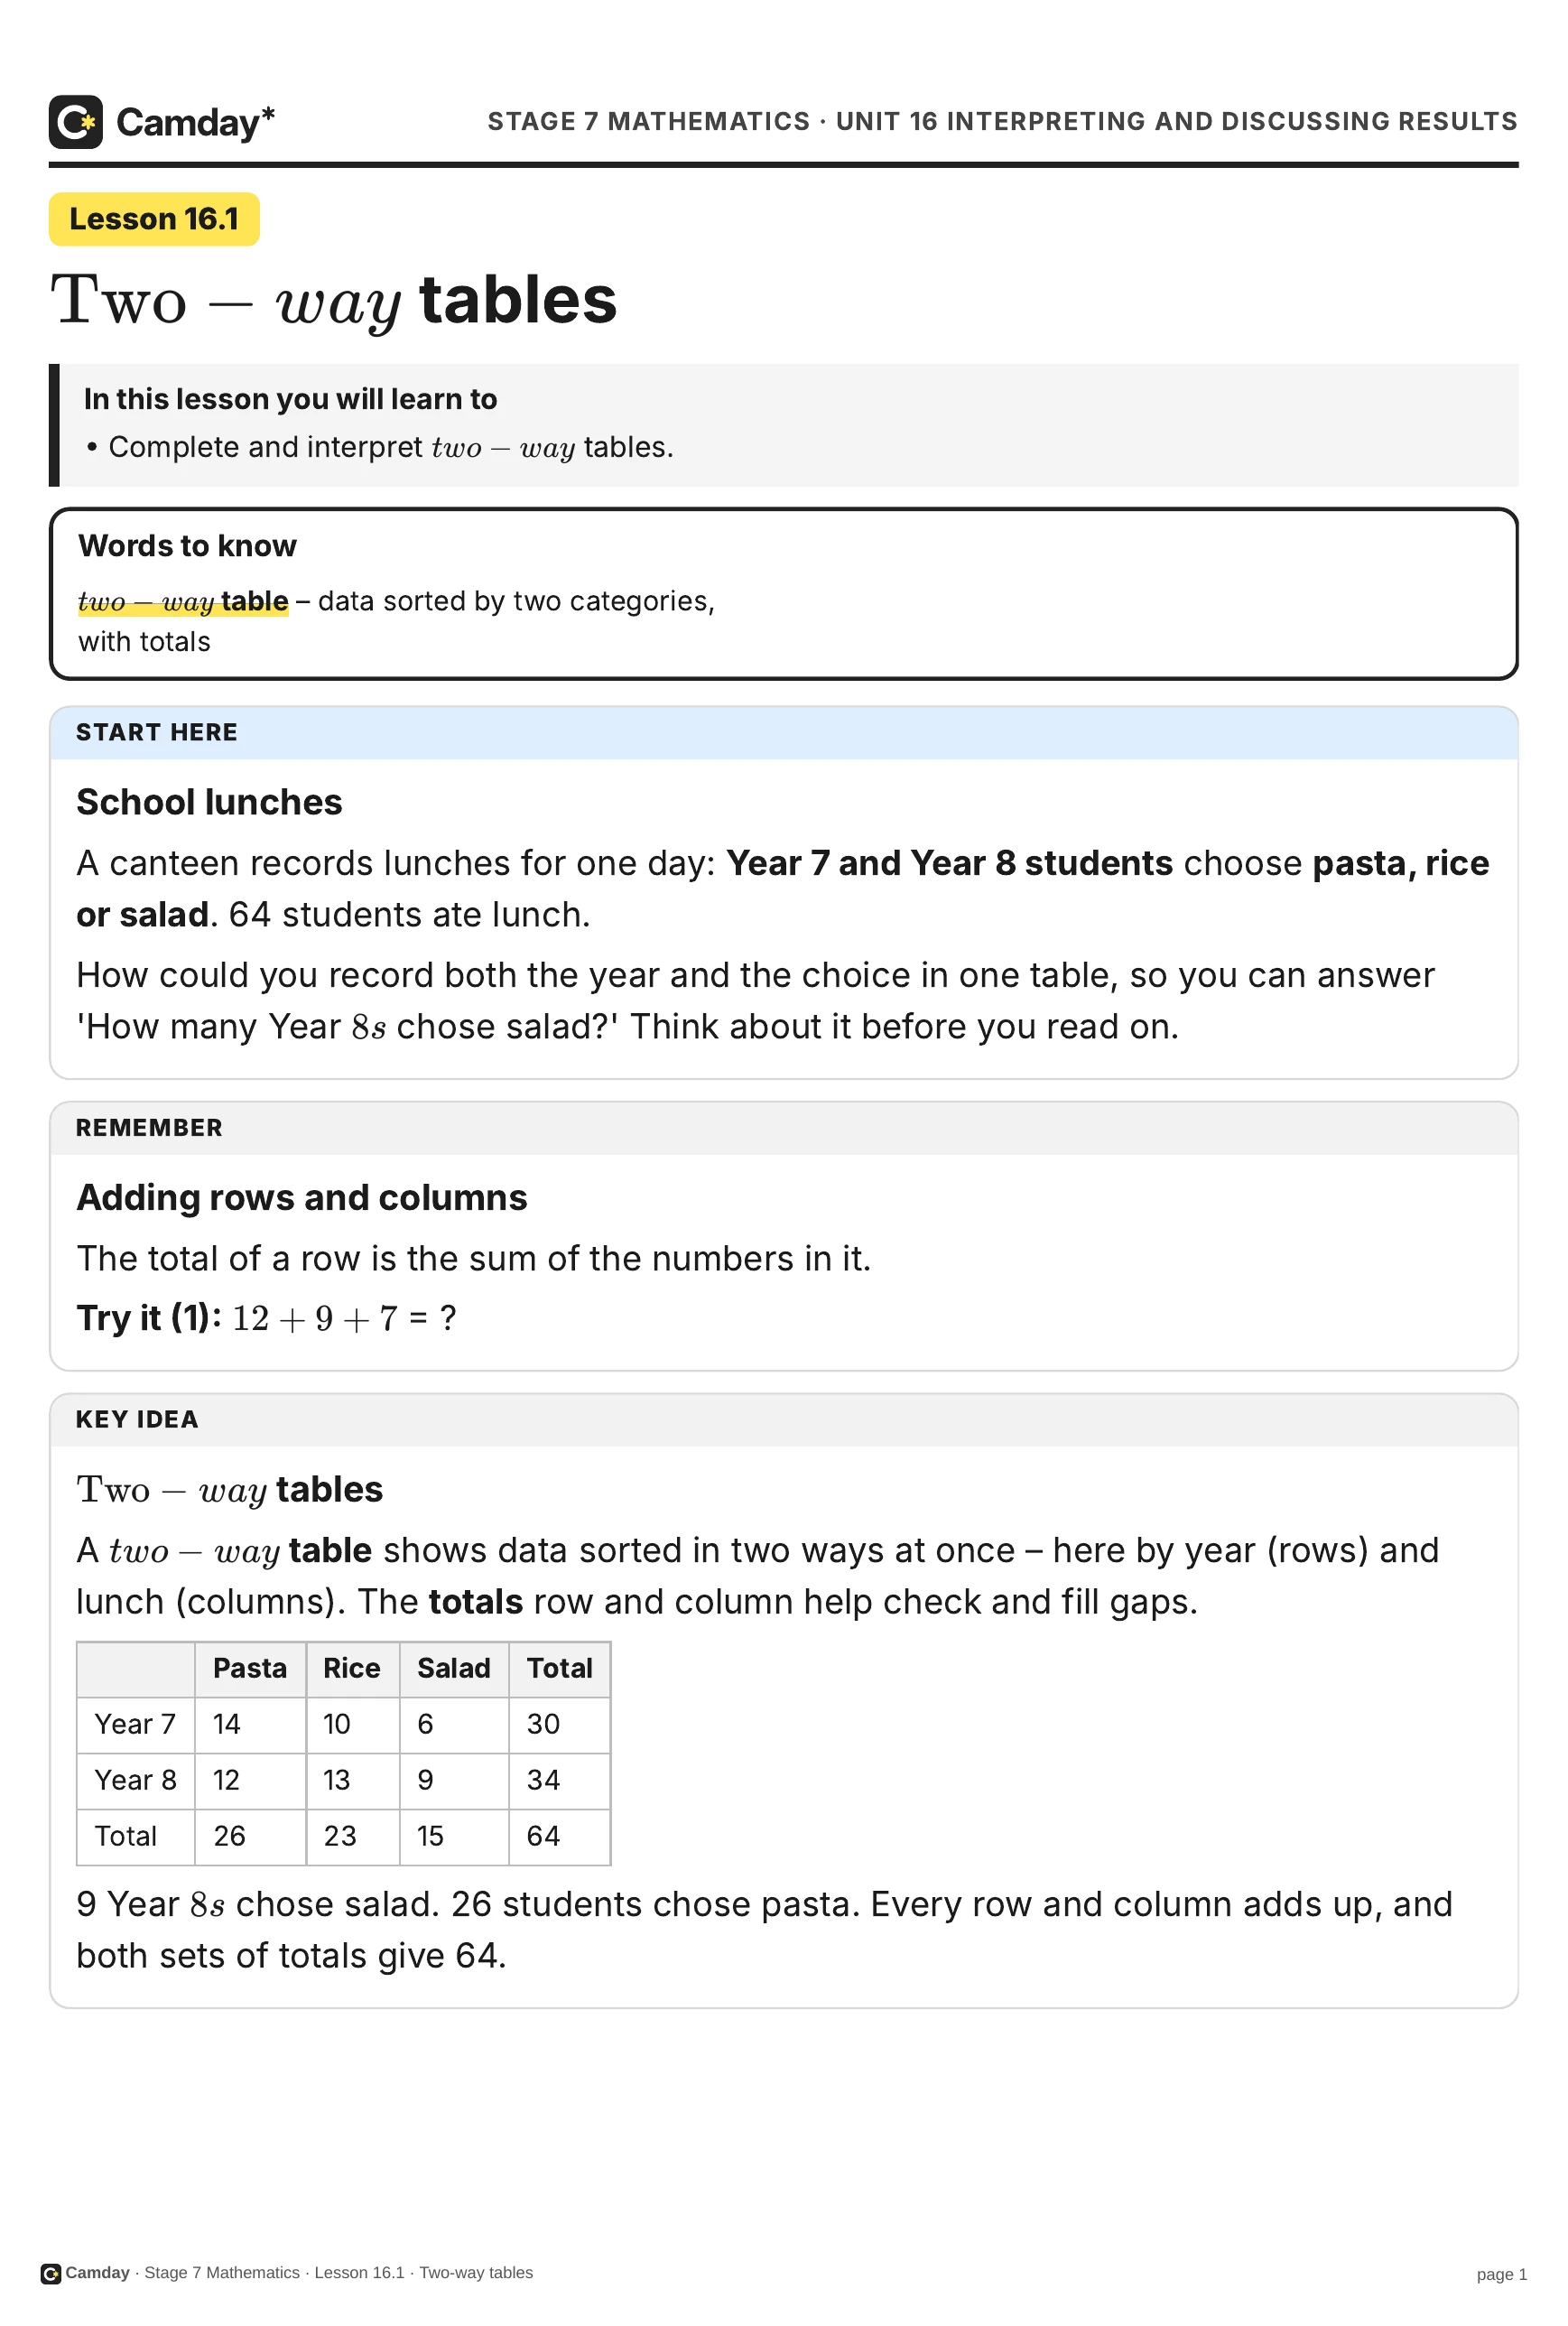 Camday*
STAGE 7 MATHEMATICS · UNIT 16 INTERPRETING AND DISCUSSING RESULTS
Lesson 16.1
Two − way tables
In this lesson you will learn to
• Complete and interpret two − way tables.
Words to know
two − way table – data sorted by two categories,
with totals
START HERE
School lunches
A canteen records lunches for one day: Year 7 and Year 8 students choose pasta, rice
or salad. 64 students ate lunch.
How could you record both the year and the choice in one table, so you can answer
'How many Year 8s chose salad?' Think about it before you read on.
REMEMBER
Adding rows and columns
The total of a row is the sum of the numbers in it.
Try it (1): 12 + 9 + 7 = ?
KEY IDEA
Two − way tables
A two − way table shows data sorted in two ways at once – here by year (rows) and
lunch (columns). The totals row and column help check and fill gaps.
Pasta Rice Salad Total
Year 7 14 10 6 30
Year 8 12 13 9 34
Total 26 23 15 64
9 Year 8s chose salad. 26 students chose pasta. Every row and column adds up, and
both sets of totals give 64.
Camday · Stage 7 Mathematics · Lesson 16.1 · Two-way tables
page 1